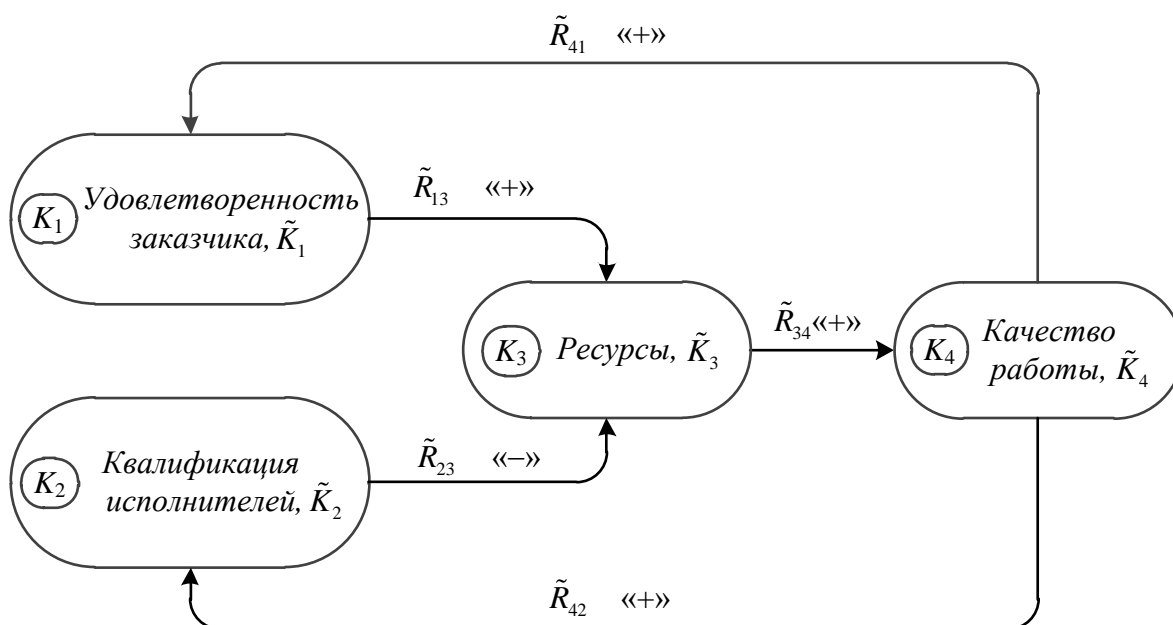 R̃₄₁ «+»
K₁ Удовлетворенность
заказчика, K̃₁
R̃₁₃ «+»
K₃ Ресурсы, K̃₃
R̃₃₄ «+»
K₄ Качество
работы, K̃₄
K₂ Квалификация
исполнителей, K̃₂
R̃₂₃ «−»
R̃₄₂ «+»